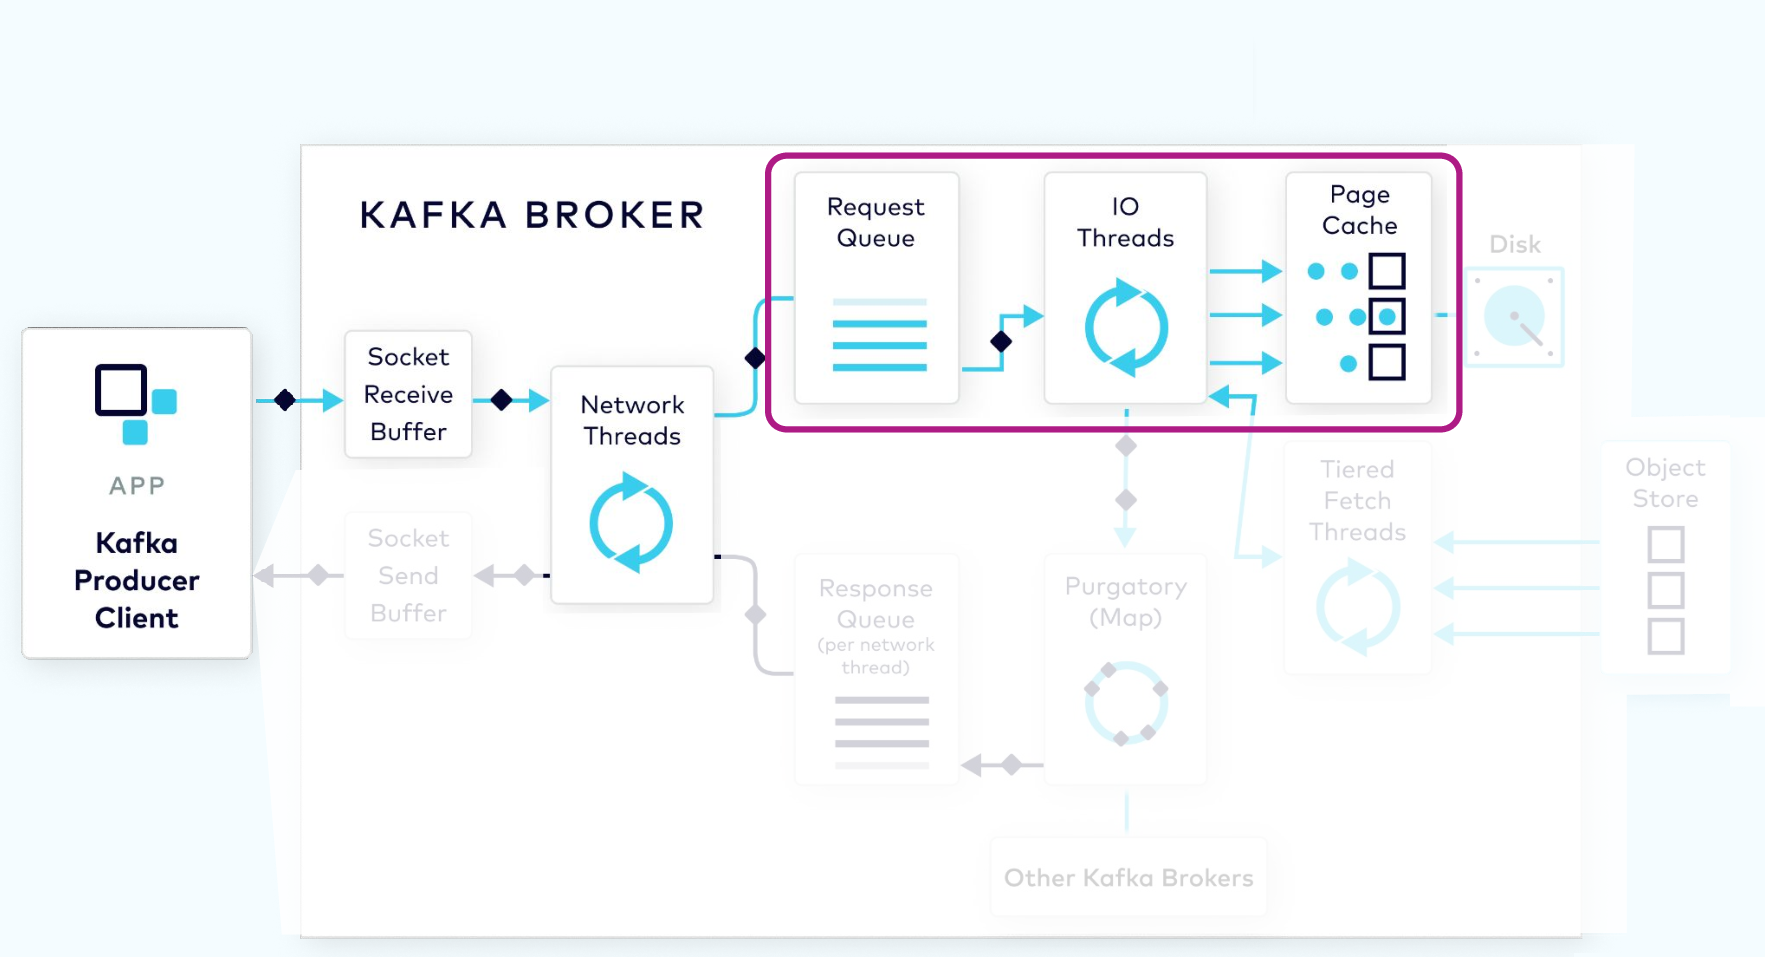 KAFKA BROKER
Request
Queue
IO
Threads
Page
Cache
Disk
APP
Kafka
Producer
Client
Socket
Receive
Buffer
Network
Threads
Socket
Send
Buffer
Response
Queue
(per network
thread)
Purgatory
(Map)
Tiered
Fetch
Threads
Object
Store
Other Kafka Brokers